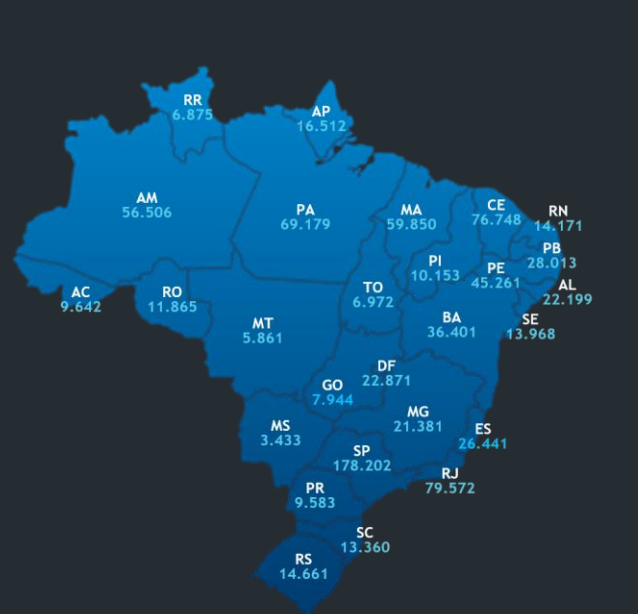 RR
6.875
AP
16.512
AM
56.506
PA
69.179
MA
59.850
CE
76.748
RN
14.171
PI
10.153
PE
45.261
PB
28.013
AL
22.199
AC
9.642
RO
11.865
TO
6.972
BA
36.401
SE
13.968
MT
5.861
DF
22.871
GO
7.944
MG
21.381
ES
26.441
MS
3.433
SP
178.202
RJ
79.572
PR
9.583
SC
13.360
RS
14.661